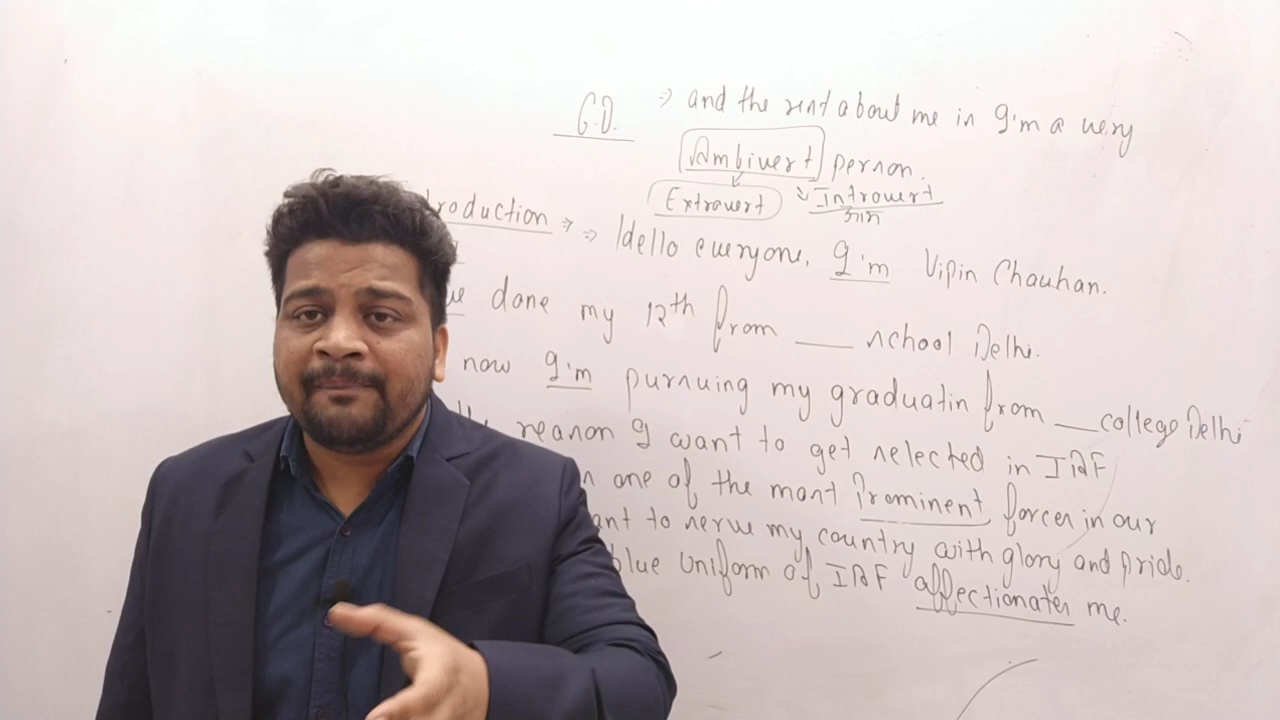 G.D. => and the rest about me is I'm a very
Ambivert person.
Extrovert Introvert
roduction => => Hello everyone, I'm Vipin Chauhan.
ve done my 12th from ___ school Delhi.
now I'm pursuing my graduatin from ___ college Delhi
reason I want to get selected in IAF
one of the most Prominent forces in our
ant to serve my country with glory and pride.
blue Uniform of IAF affectionates me.